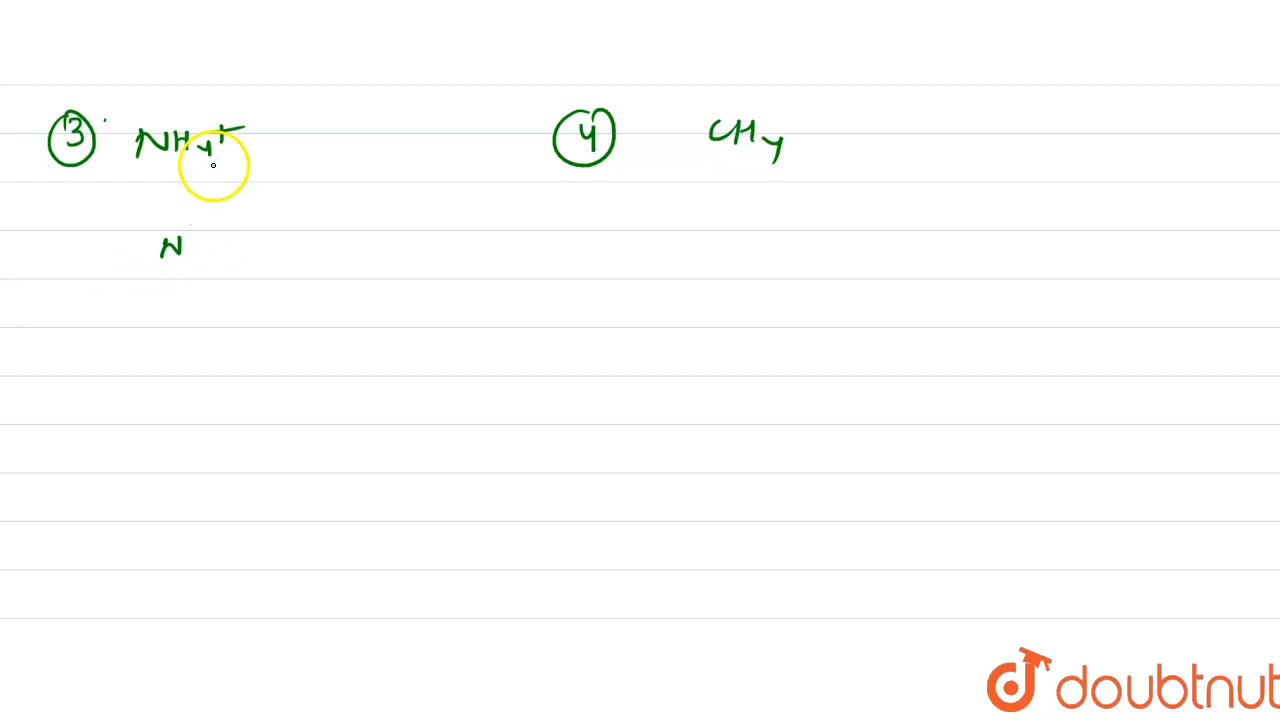 ③ NH₄⁺ ④ CH₄
N
doubtnut